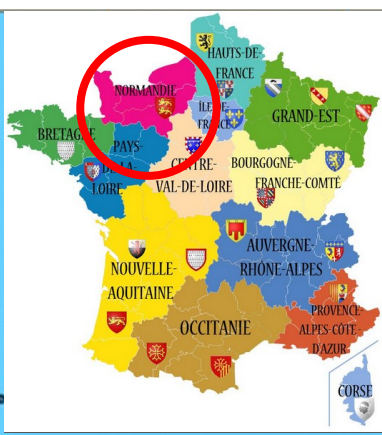 HAUTS-DE-
FRANCE
NORMANDIE
ÎLE-DE-
FRANCE
GRAND-EST
BRETAGNE
PAYS-
DE-LA-
LOIRE
CENTRE-
VAL-DE-LOIRE
BOURGOGNE-
FRANCHE-COMTÉ
NOUVELLE-
AQUITAINE
AUVERGNE-
RHÔNE-ALPES
OCCITANIE
PROVENCE-
ALPES-CÔTE-
D'AZUR
CORSE